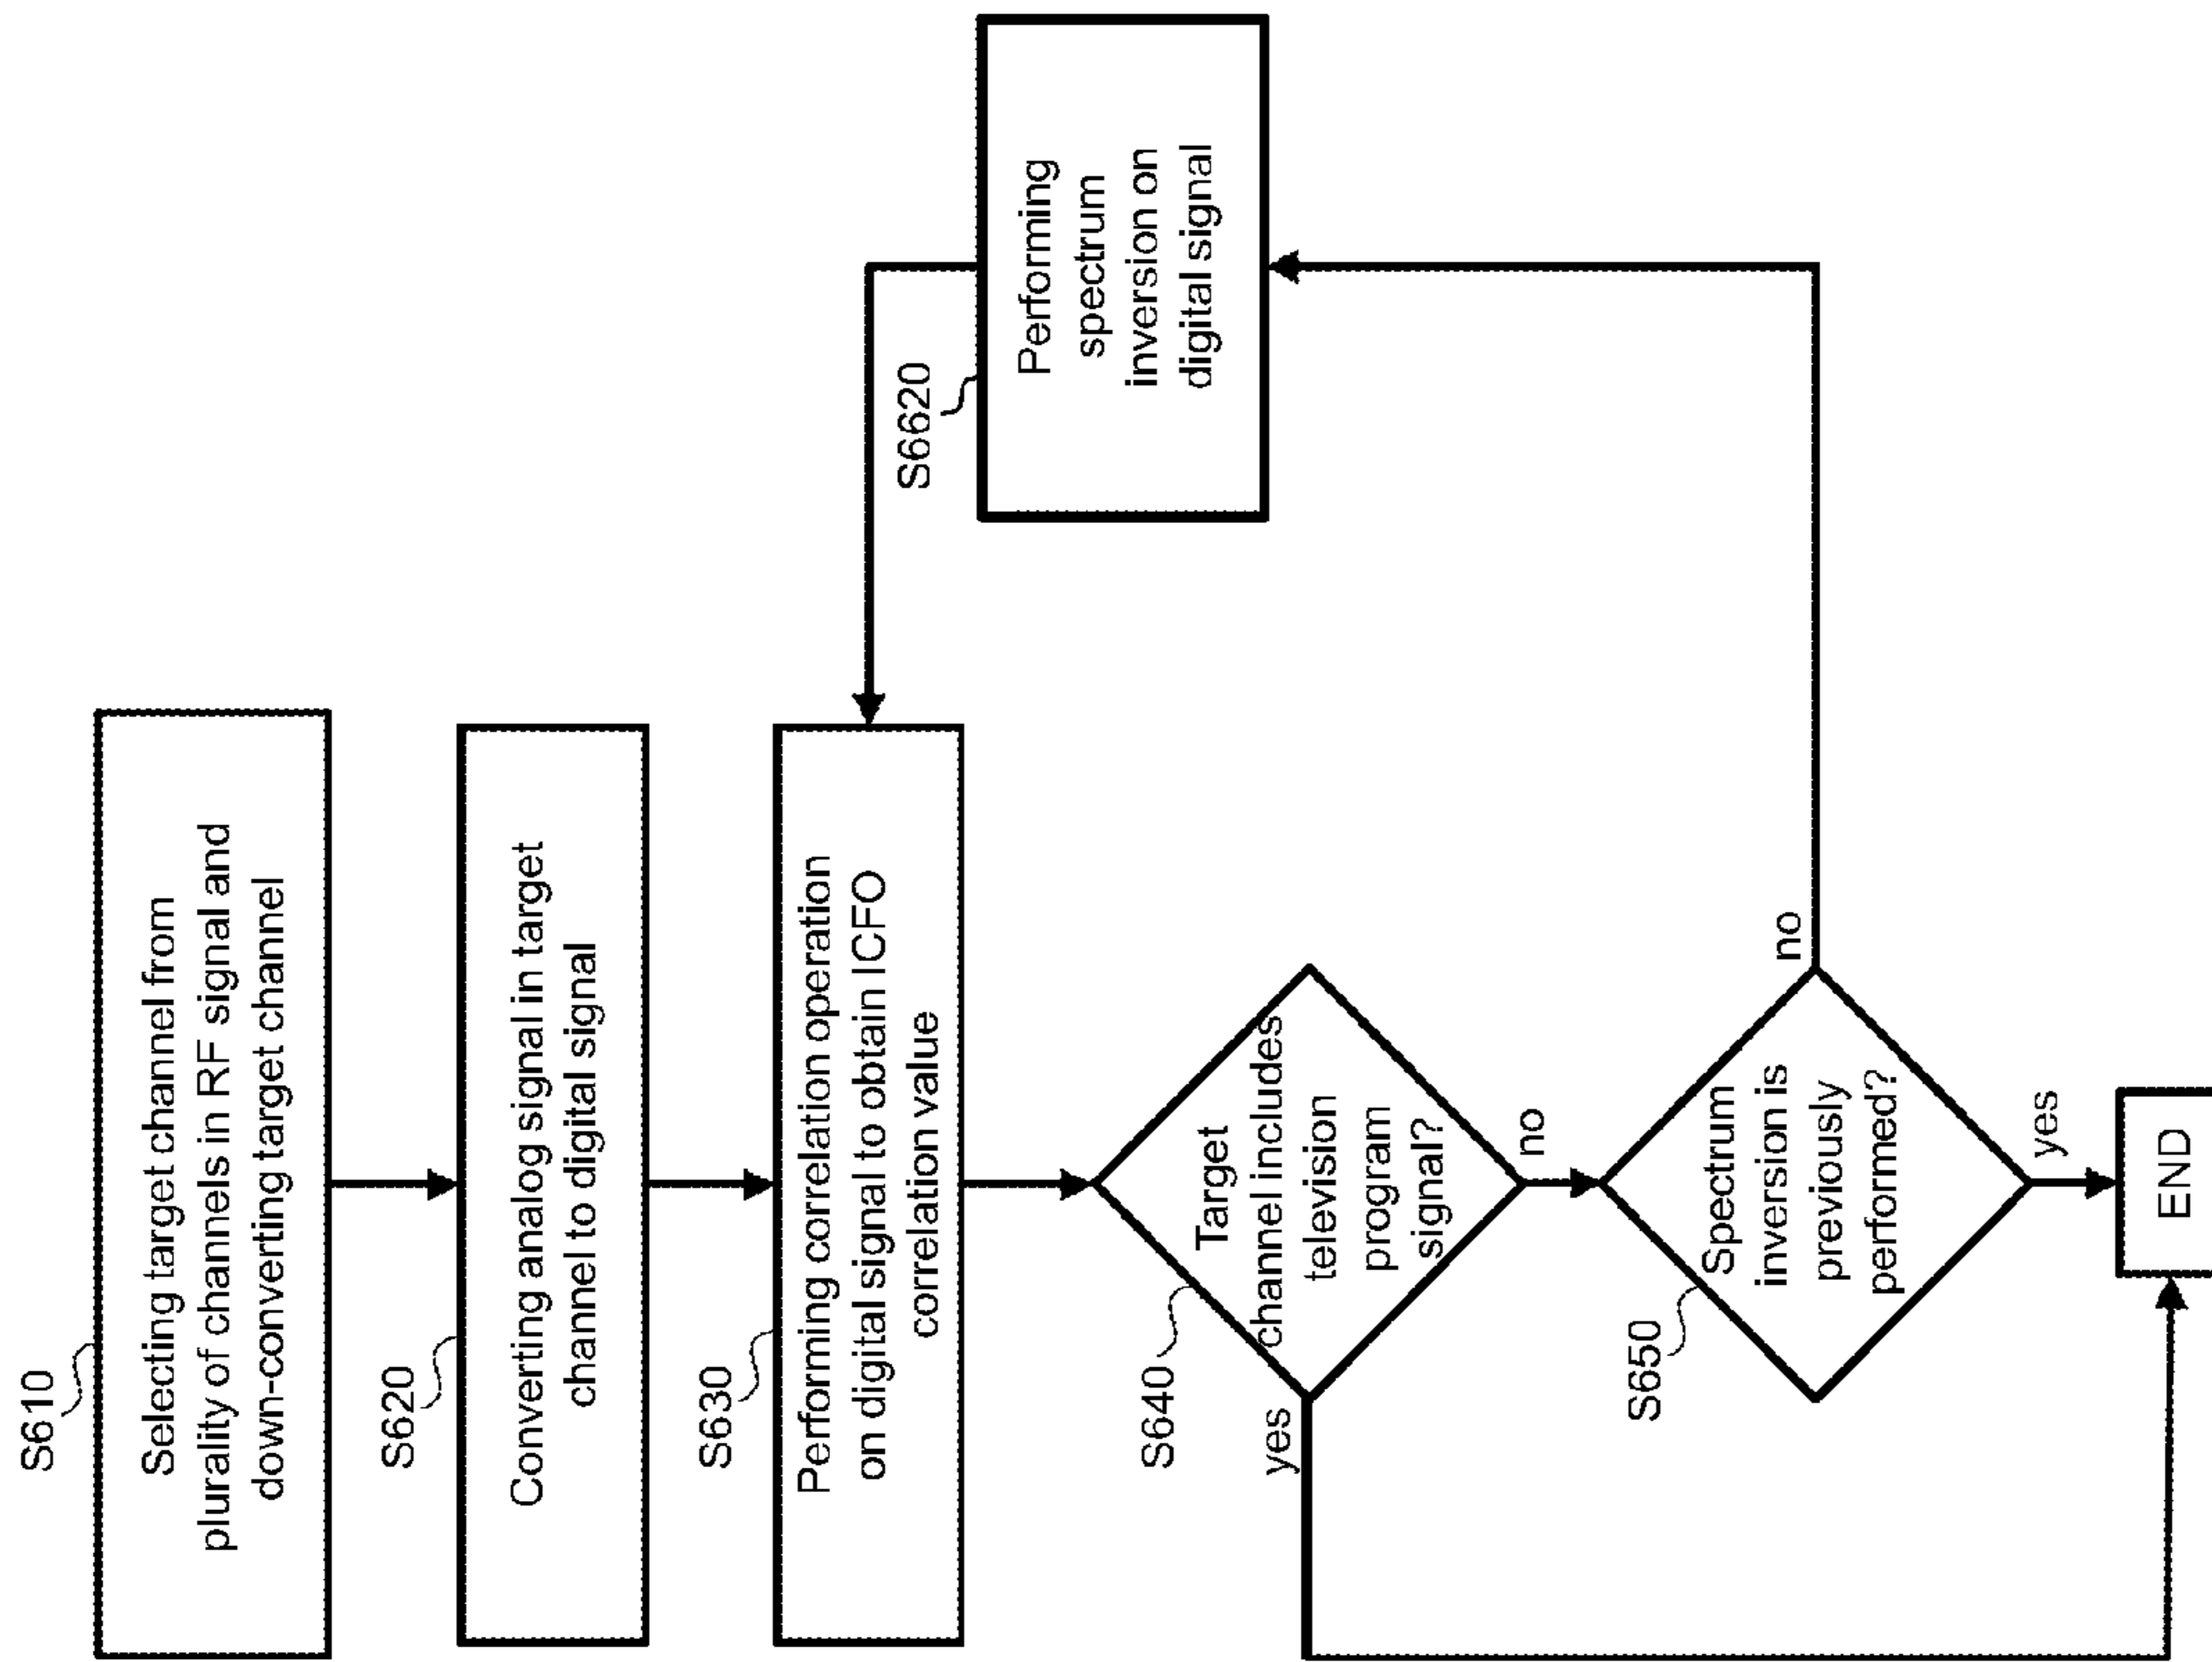 S610
Selecting target channel from
plurality of channels in RF signal and
down-converting target channel
S620
Converting analog signal in target
channel to digital signal
S630
Performing correlation operation
on digital signal to obtain ICFO
correlation value
S6620
Performing
spectrum
inversion on
digital signal
S640
Target
channel includes
television
program
signal?
yes
no
S650
Spectrum
inversion is
previously
performed?
no
yes
END